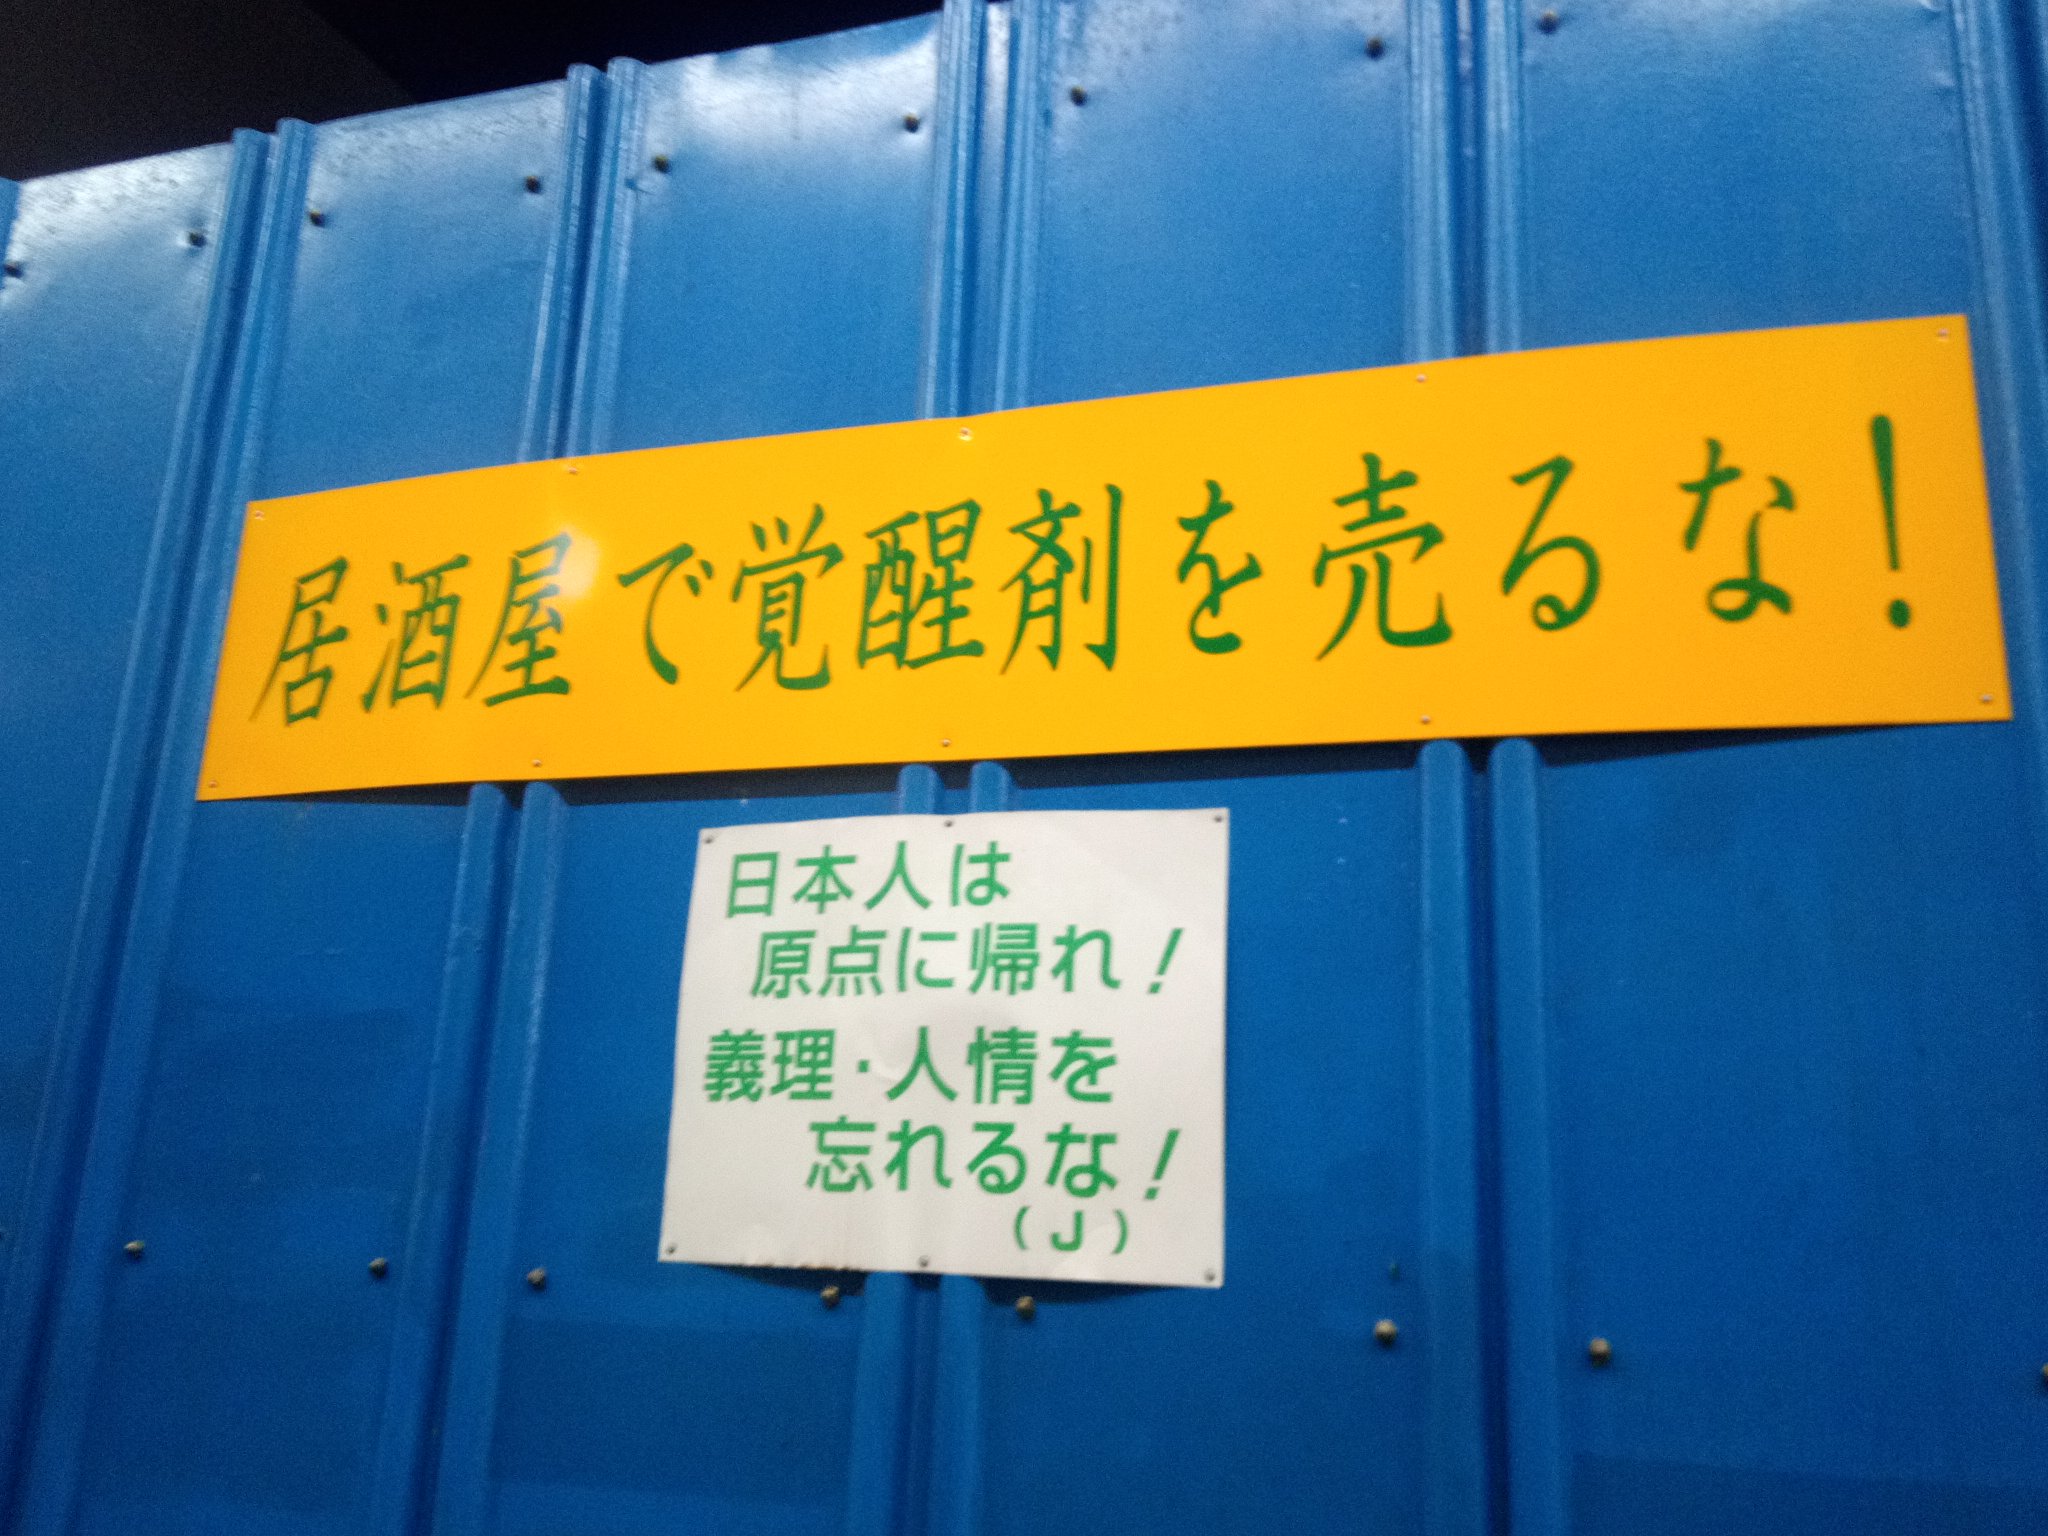 居酒屋で覚醒剤を売るな!
日本人は
原点に帰れ!
義理・人情を
忘れるな!
(J)